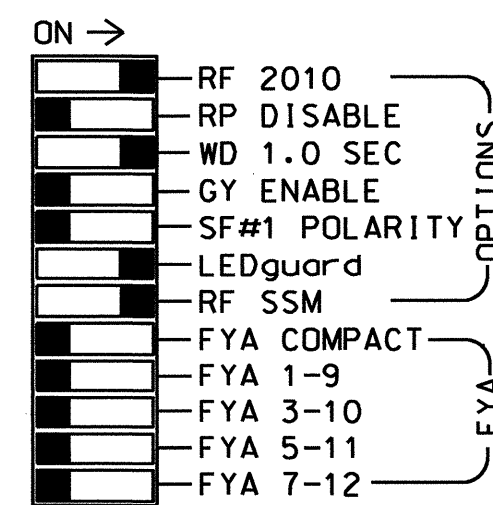 ON →
RF 2010
RP DISABLE
WD 1.0 SEC
GY ENABLE
SF#1 POLARITY
LEDguard
RF SSM
OPTIONS
FYA COMPACT
FYA 1-9
FYA 3-10
FYA 5-11
FYA 7-12
FYA